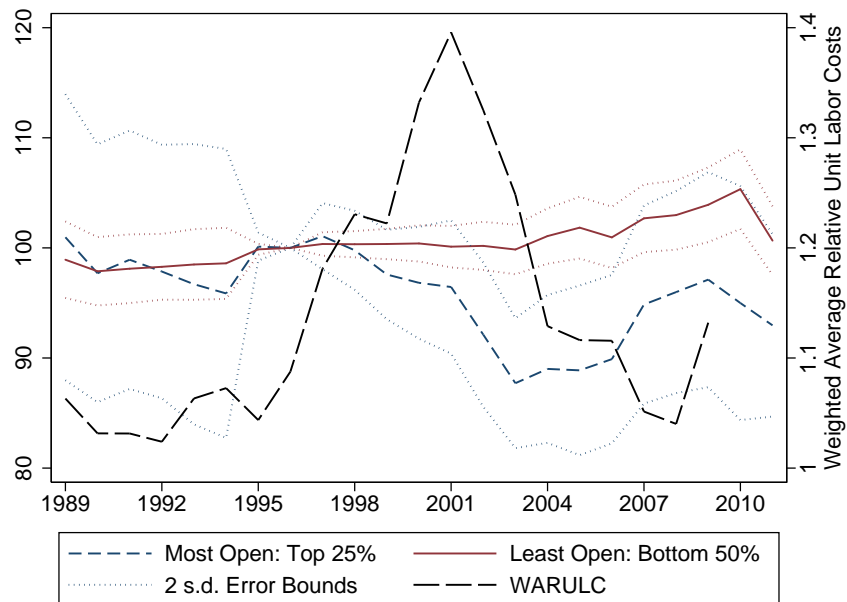 120
110
100
90
80
1.4
1.3
1.2
1.1
1
Weighted Average Relative Unit Labor Costs
1989 1992 1995 1998 2001 2004 2007 2010
Most Open: Top 25% Least Open: Bottom 50%
2 s.d. Error Bounds WARULC